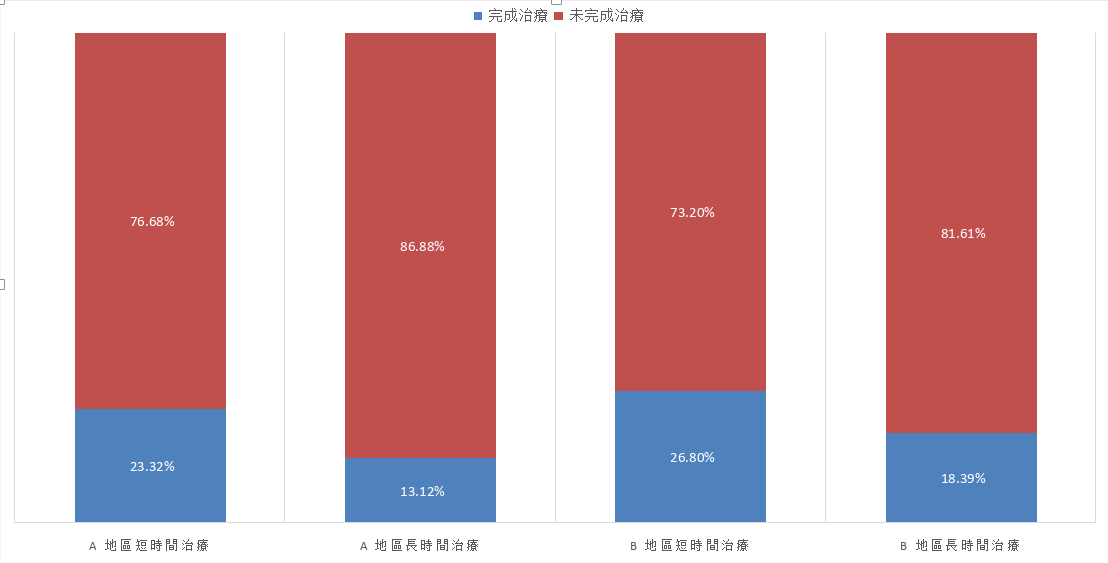 完成治療 未完成治療
76.68% 86.88% 73.20% 81.61%
23.32% 13.12% 26.80% 18.39%
A 地區短時間治療 A 地區長時間治療 B 地區短時間治療 B 地區長時間治療